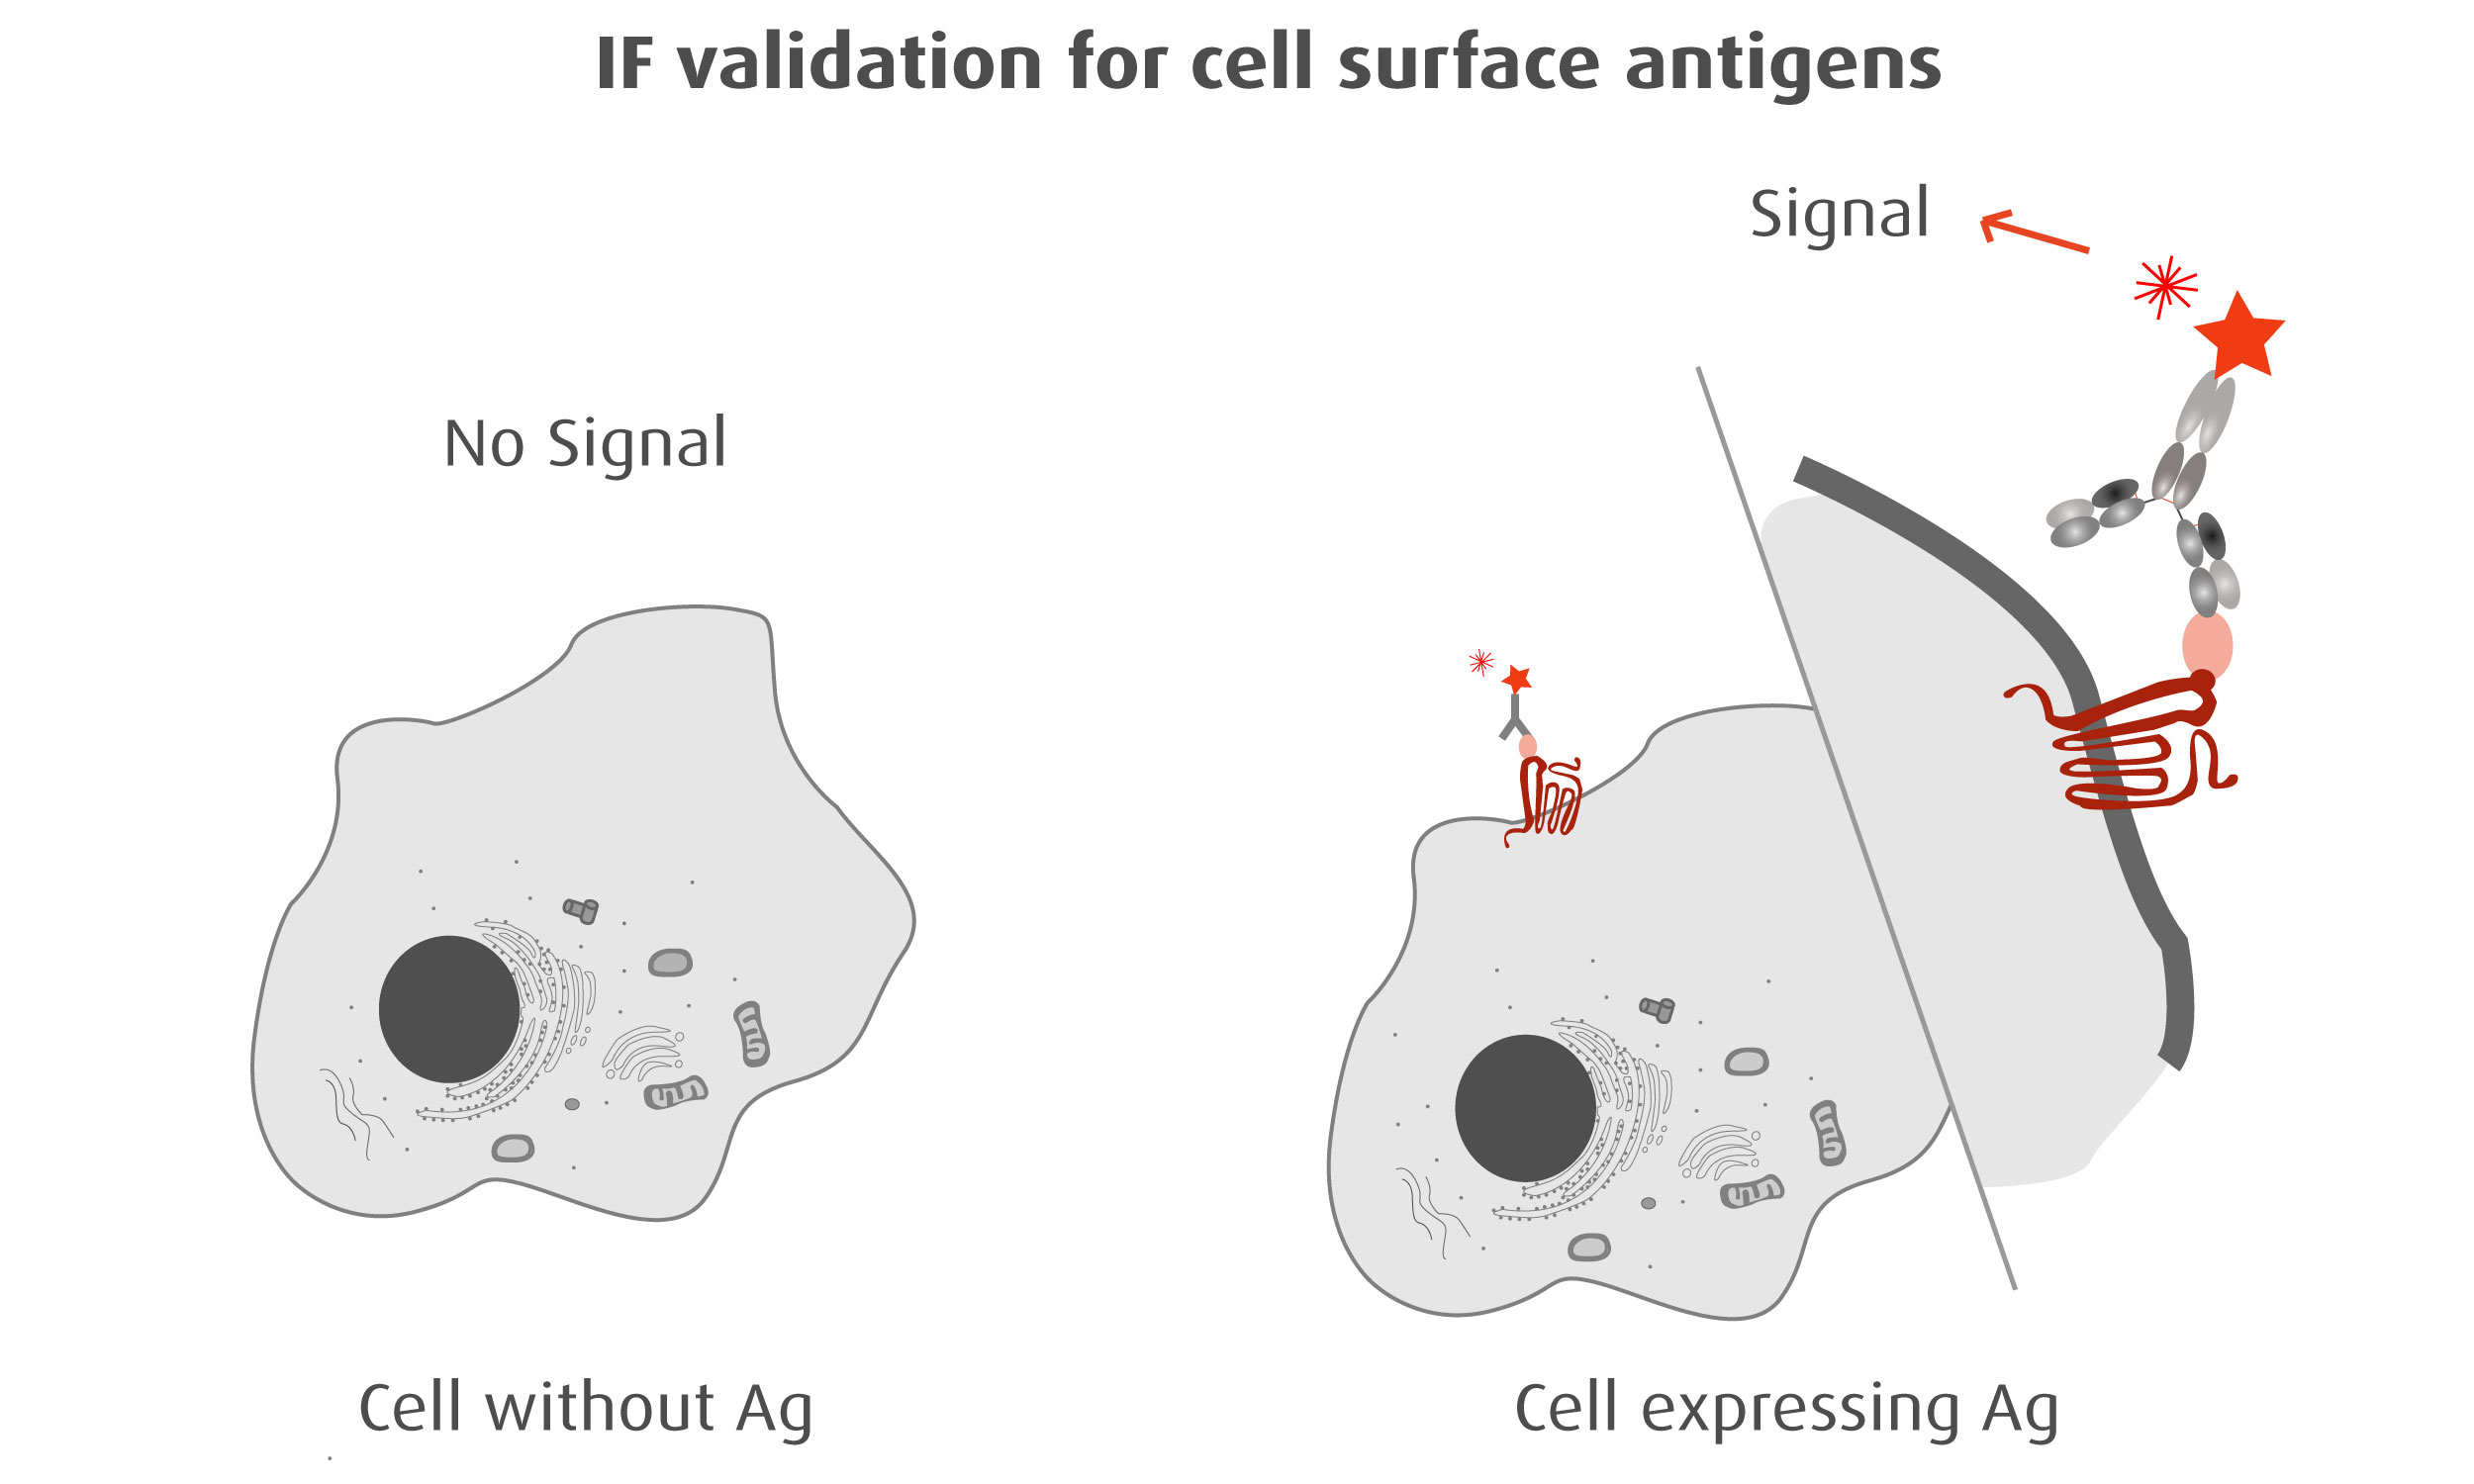 IF validation for cell surface antigens
Signal
No Signal
Cell without Ag
Cell expressing Ag